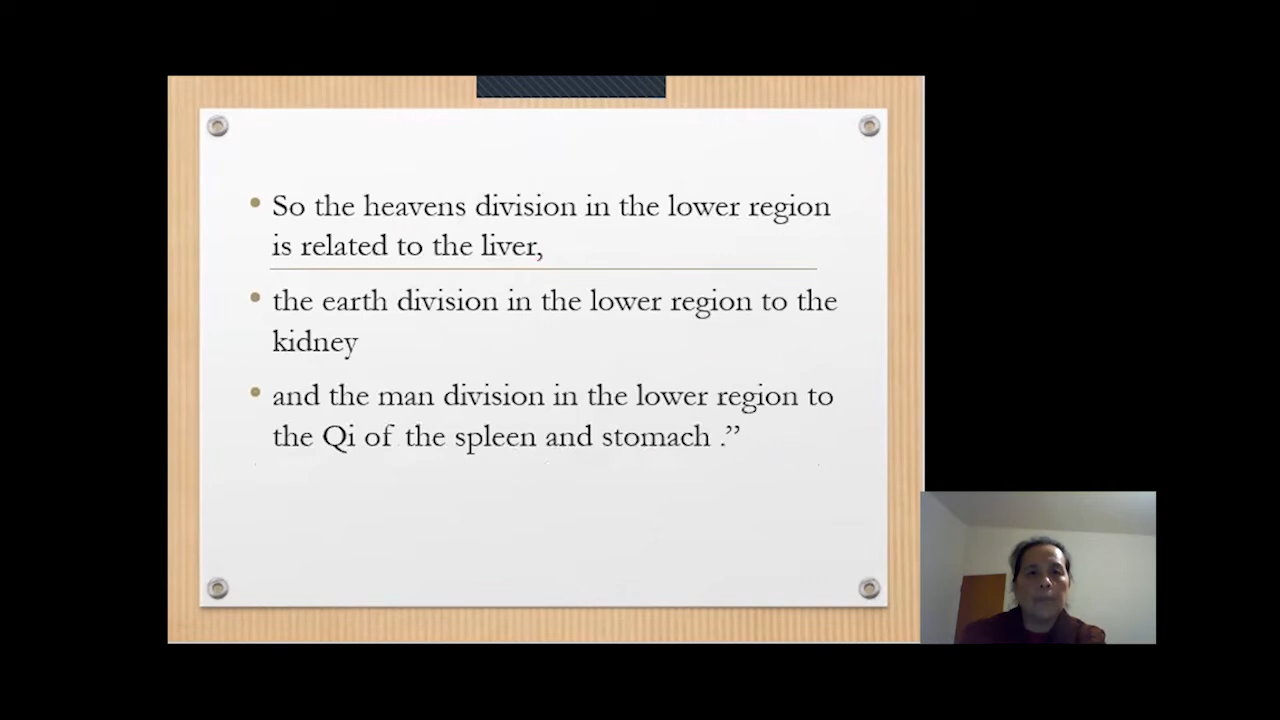 So the heavens division in the lower region
is related to the liver,
the earth division in the lower region to the
kidney
and the man division in the lower region to
the Qi of the spleen and stomach .”